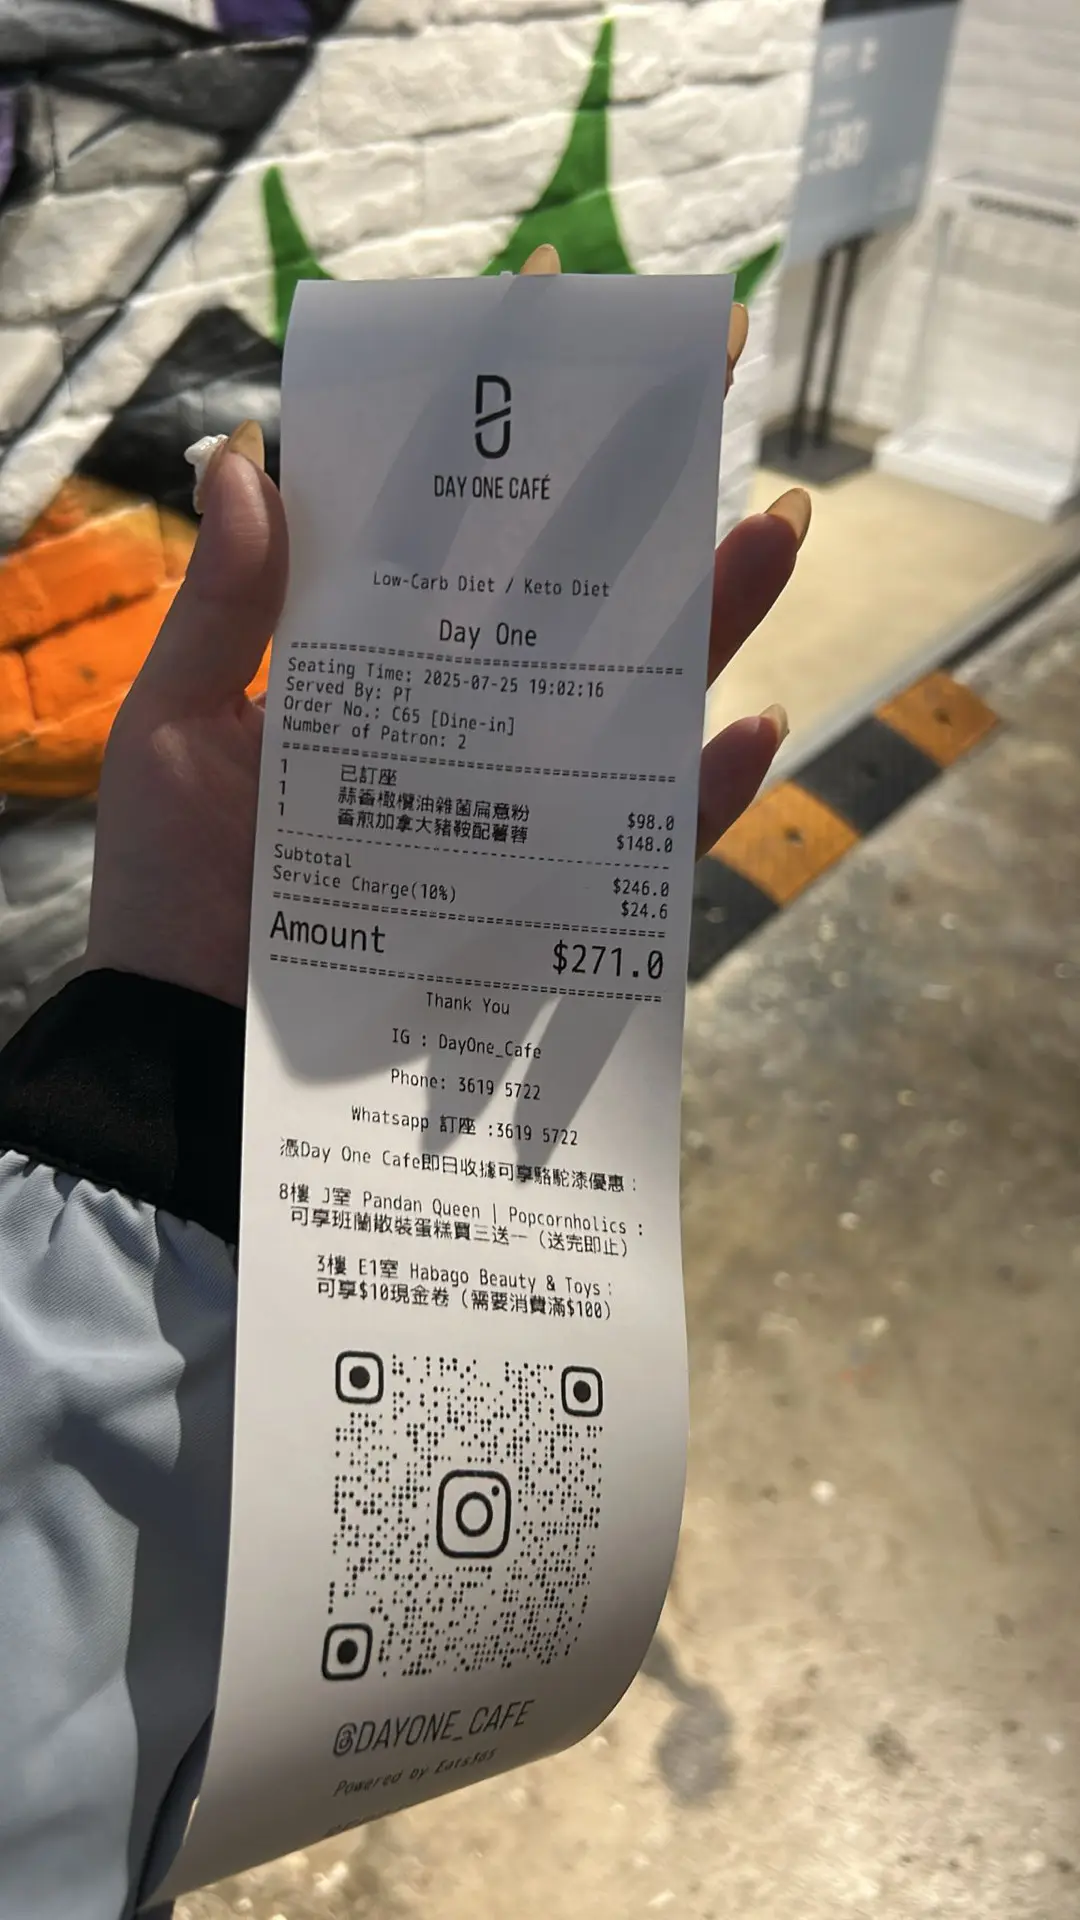 DAY ONE CAFÉ
Low-Carb Diet / Keto Diet
Day One
Seating Time: 2025-07-25 19:02:16
Served By: PT
Order No.: C65 [Dine-in]
Number of Patron: 2
1 已訂座
1 蒜香橄欖油雜菌扁意粉 $98.0
1 香煎加拿大豬鞍配薯蓉 $148.0
Subtotal $246.0
Service Charge(10%) $24.6
Amount $271.0
Thank You
IG : DayOne_Cafe
Phone: 3619 5722
Whatsapp 訂座 :3619 5722
憑Day One Cafe即日收據可享駱駝漆優惠：
8樓 J室 Pandan Queen | Popcornholics :
可享班蘭散裝蛋糕買三送一（送完即止）
3樓 E1室 Habago Beauty & Toys：
可享$10現金卷（需要消費滿$100）
@DAYONE_CAFE
Powered by Eats365